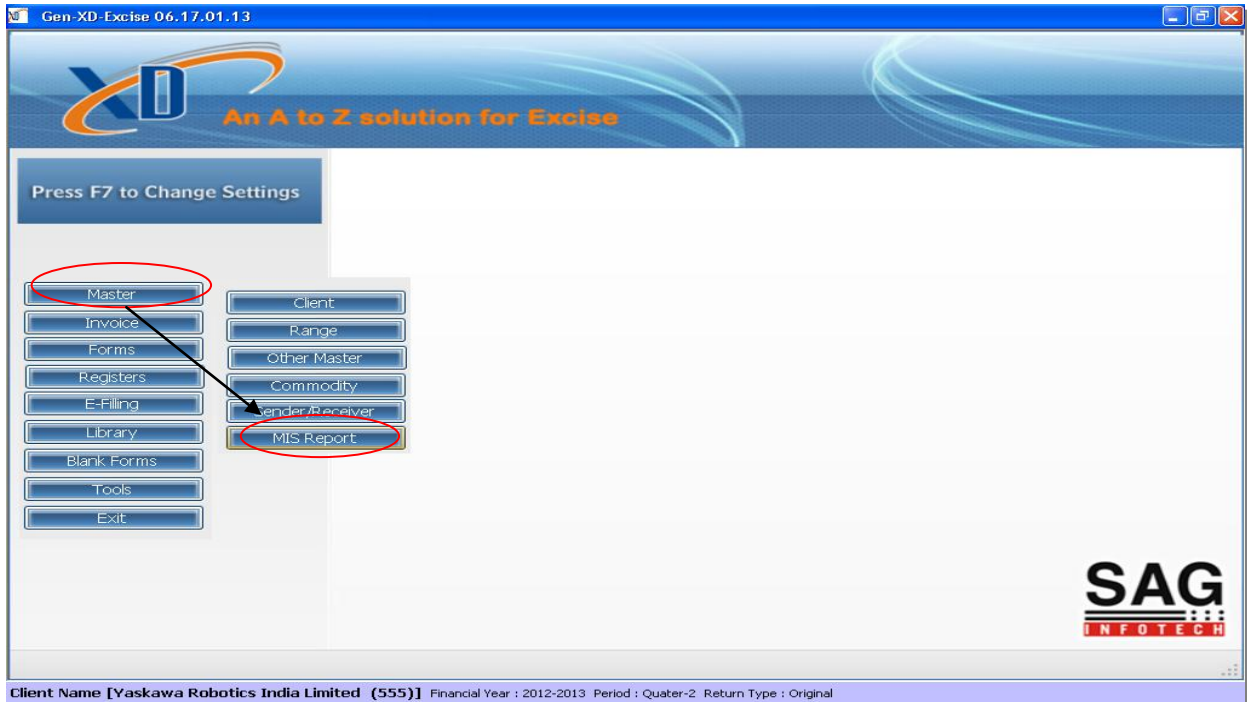 Gen-XD-Excise 06.17.01.13
XD
An A to Z solution for Excise
Press F7 to Change Settings
Master
Invoice
Forms
Registers
E-Filling
Library
Blank Forms
Tools
Exit
Client
Range
Other Master
Commodity
Sender/Receiver
MIS Report
SAG
INFOTECH
Client Name [Yaskawa Robotics India Limited (555)] Financial Year : 2012-2013 Period : Quater-2 Return Type : Original